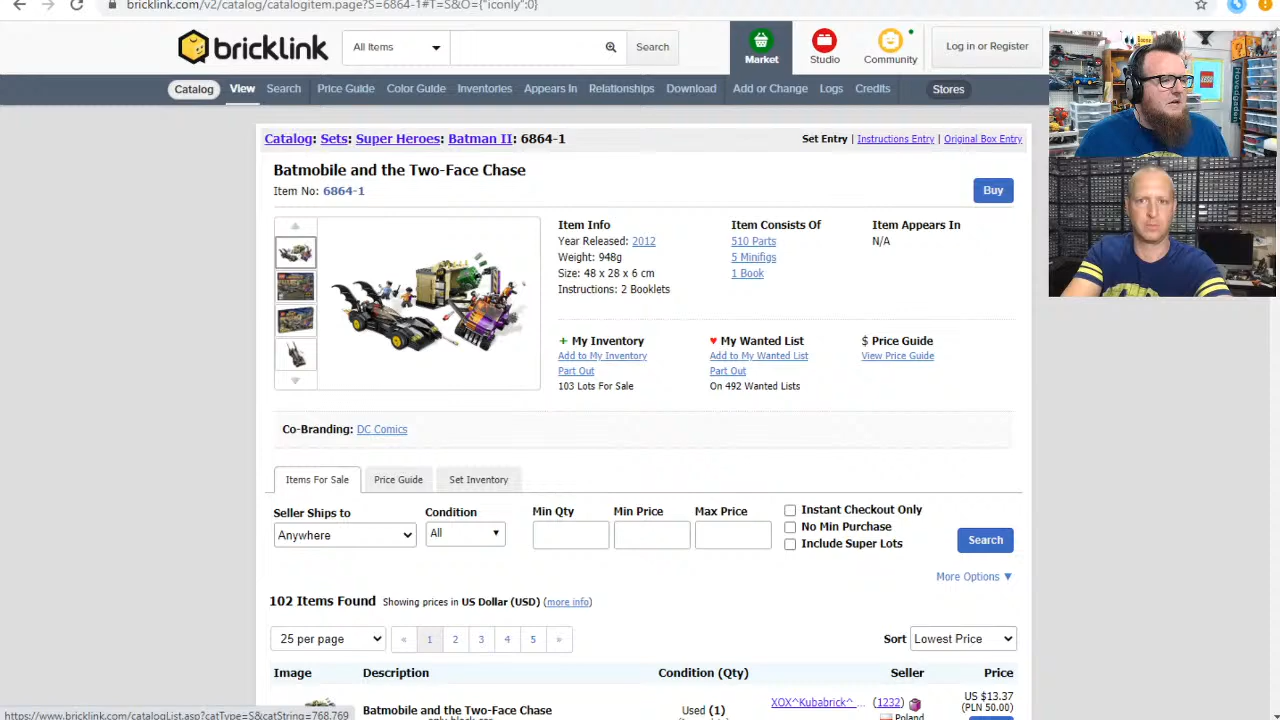 bricklink.com/v2/catalog/catalogitem.page?S=6864-1#T=S&O={"iconly":0}
bricklink
All Items
Search
Market
Studio
Community
Log in or Register
Catalog View Search Price Guide Color Guide Inventories Appears In Relationships Download Add or Change Logs Credits Stores
Catalog: Sets: Super Heroes: Batman II: 6864-1
Set Entry | Instructions Entry | Original Box Entry
Batmobile and the Two-Face Chase
Item No: 6864-1
Buy
Item Info
Year Released: 2012
Weight: 948g
Size: 48 x 28 x 6 cm
Instructions: 2 Booklets
Item Consists Of
510 Parts
5 Minifigs
1 Book
Item Appears In
N/A
+ My Inventory
Add to My Inventory
Part Out
103 Lots For Sale
♥ My Wanted List
Add to My Wanted List
Part Out
On 492 Wanted Lists
$ Price Guide
View Price Guide
Co-Branding: DC Comics
Items For Sale Price Guide Set Inventory
Seller Ships to
Anywhere
Condition
All
Min Qty
Min Price
Max Price
Instant Checkout Only
No Min Purchase
Include Super Lots
Search
More Options ▼
102 Items Found Showing prices in US Dollar (USD) (more info)
25 per page
« 1 2 3 4 5 »
Sort Lowest Price
Image Description Condition (Qty) Seller Price
Batmobile and the Two-Face Chase
Used (1)
XOX^Kubabrick^_... (1232)
Poland
US $13.37
(PLN 50.00)
https://www.bricklink.com/catalogList.asp?catType=S&catString=768.769
LEGO